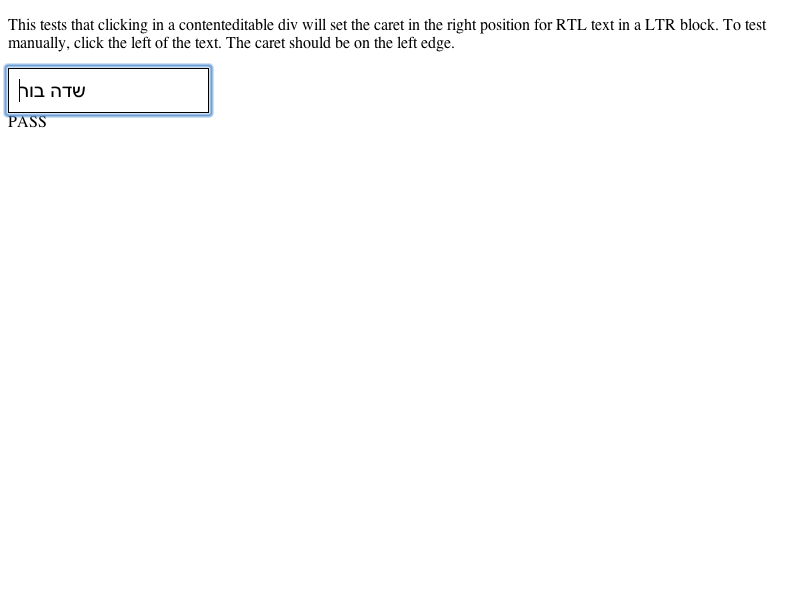 This tests that clicking in a contenteditable div will set the caret in the right position for RTL text in a LTR block. To test
manually, click the left of the text. The caret should be on the left edge.
שדה בור
PASS